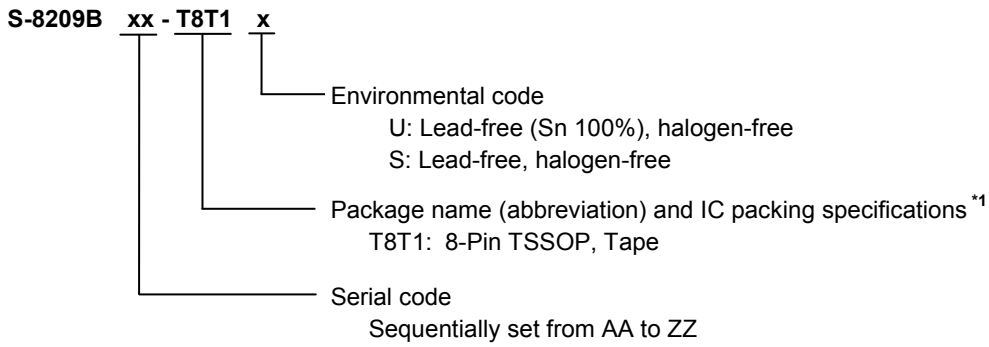 S-8209B xx - T8T1 x
Environmental code
U: Lead-free (Sn 100%), halogen-free
S: Lead-free, halogen-free
Package name (abbreviation) and IC packing specifications *1
T8T1: 8-Pin TSSOP, Tape
Serial code
Sequentially set from AA to ZZ